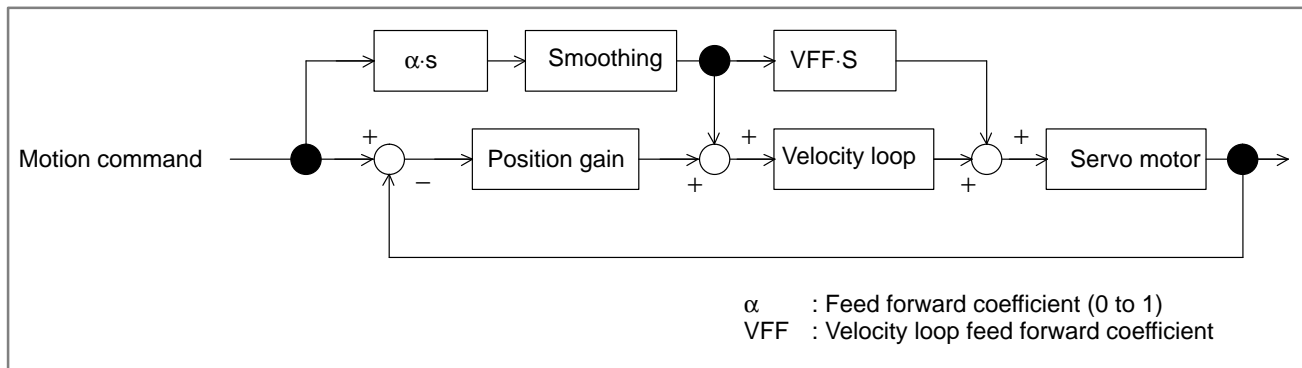 α·s
Smoothing
VFF·S
Motion command
+
−
Position gain
+
+
Velocity loop
+
+
Servo motor
α : Feed forward coefficient (0 to 1)
VFF : Velocity loop feed forward coefficient